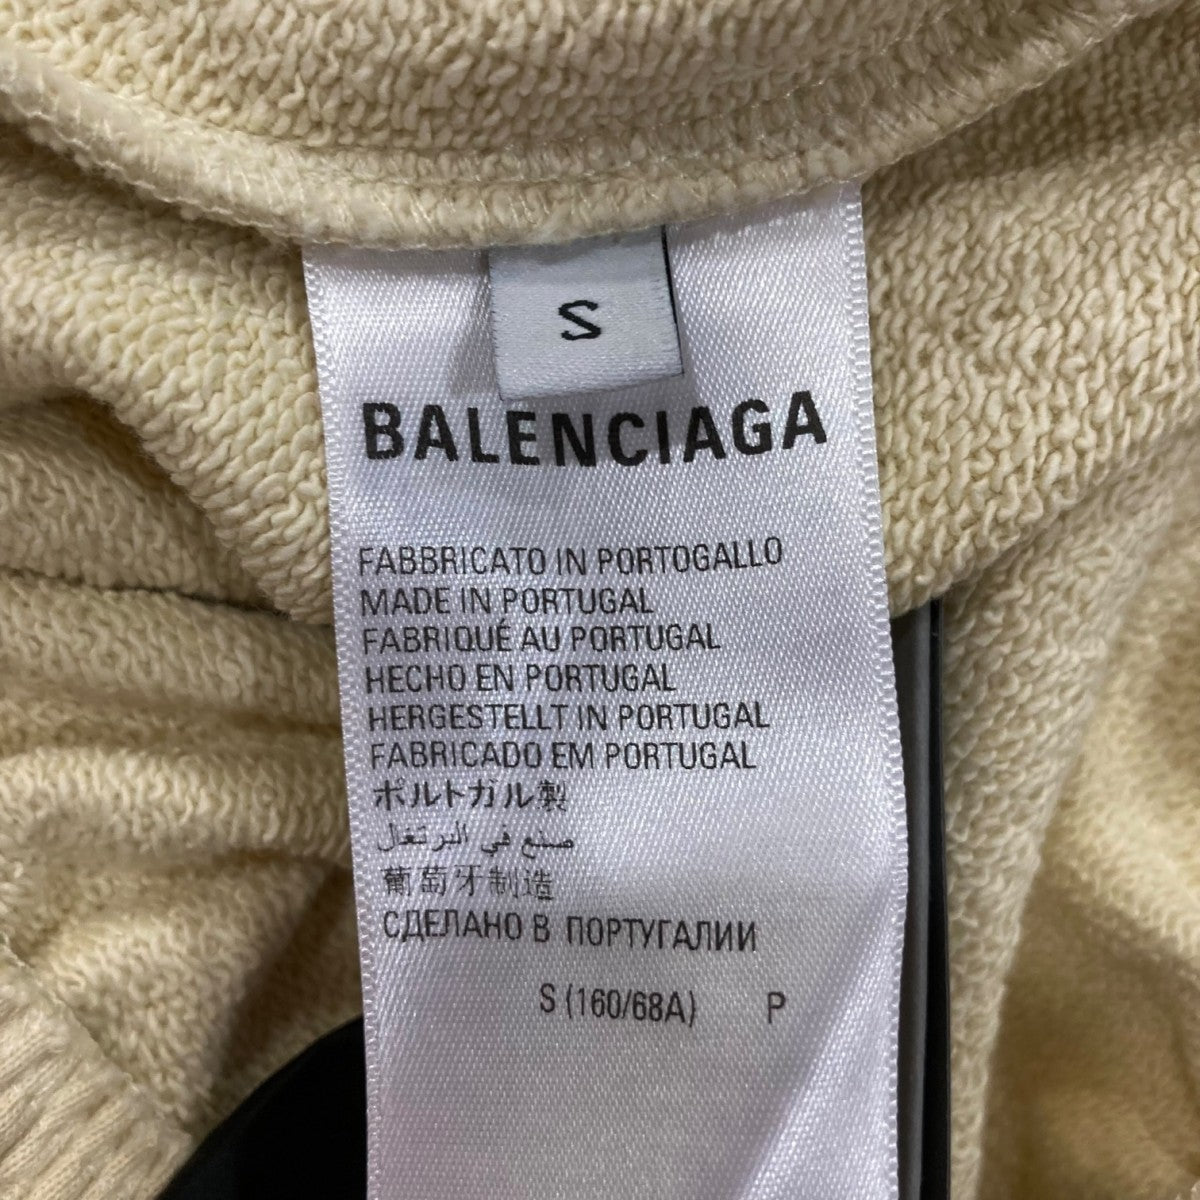 S
BALENCIAGA
FABBRICATO IN PORTOGALLO
MADE IN PORTUGAL
FABRIQUÉ AU PORTUGAL
HECHO EN PORTUGAL
HERGESTELLT IN PORTUGAL
FABRICADO EM PORTUGAL
ポルトガル製
صنع في البرتغال
葡萄牙制造
СДЕЛАНО В ПОРТУГАЛИИ
S (160/68A) P